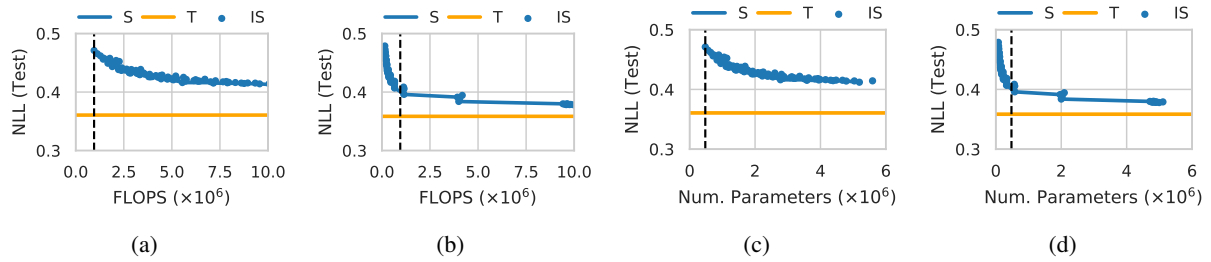 S T IS
NLL (Test)
0.5
0.4
0.3
0.0 2.5 5.0 7.5 10.0
FLOPS (×10⁶)
(a)
S T IS
NLL (Test)
0.5
0.4
0.3
0.0 2.5 5.0 7.5 10.0
FLOPS (×10⁶)
(b)
S T IS
NLL (Test)
0.5
0.4
0.3
0 2 4 6
Num. Parameters (×10⁶)
(c)
S T IS
NLL (Test)
0.5
0.4
0.3
0 2 4 6
Num. Parameters (×10⁶)
(d)